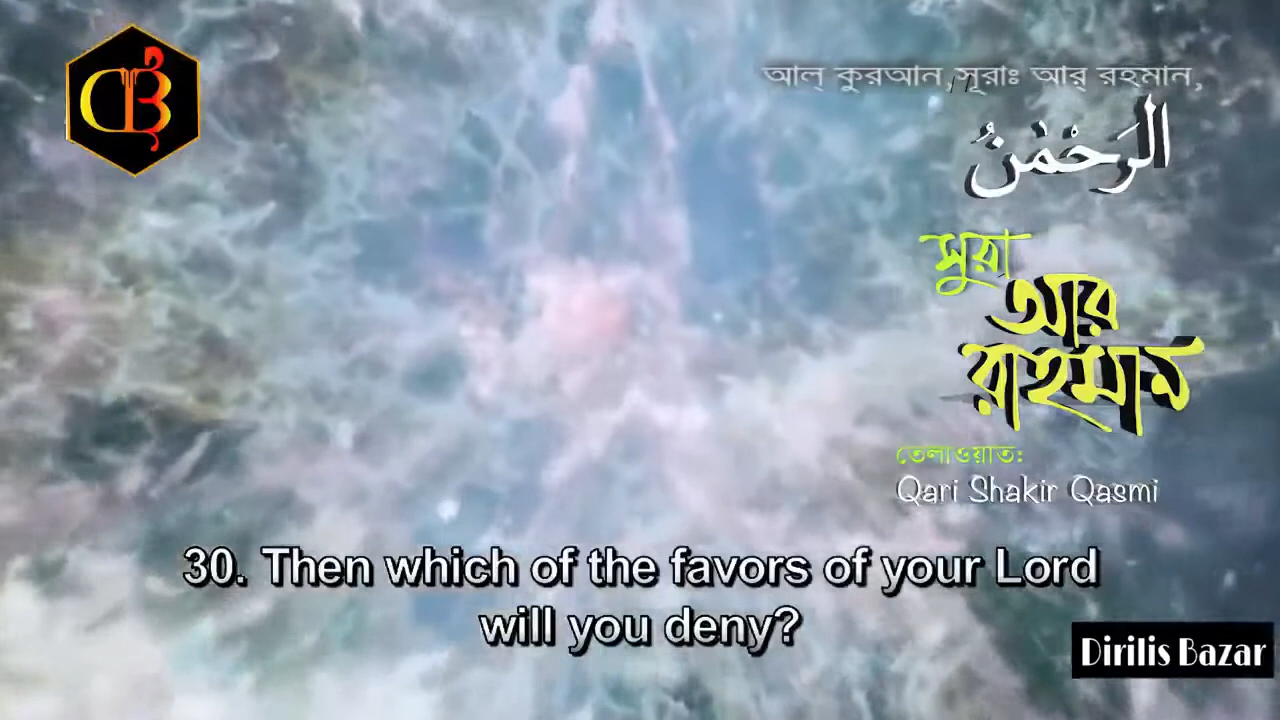 আল্ কুরআন, সূরাঃ আর্ রহমান,
الرَحْمٰنُ
সুরা
আর
রাহমান
তেলাওয়াত:
Qari Shakir Qasmi
30. Then which of the favors of your Lord
will you deny?
Dirilis Bazar